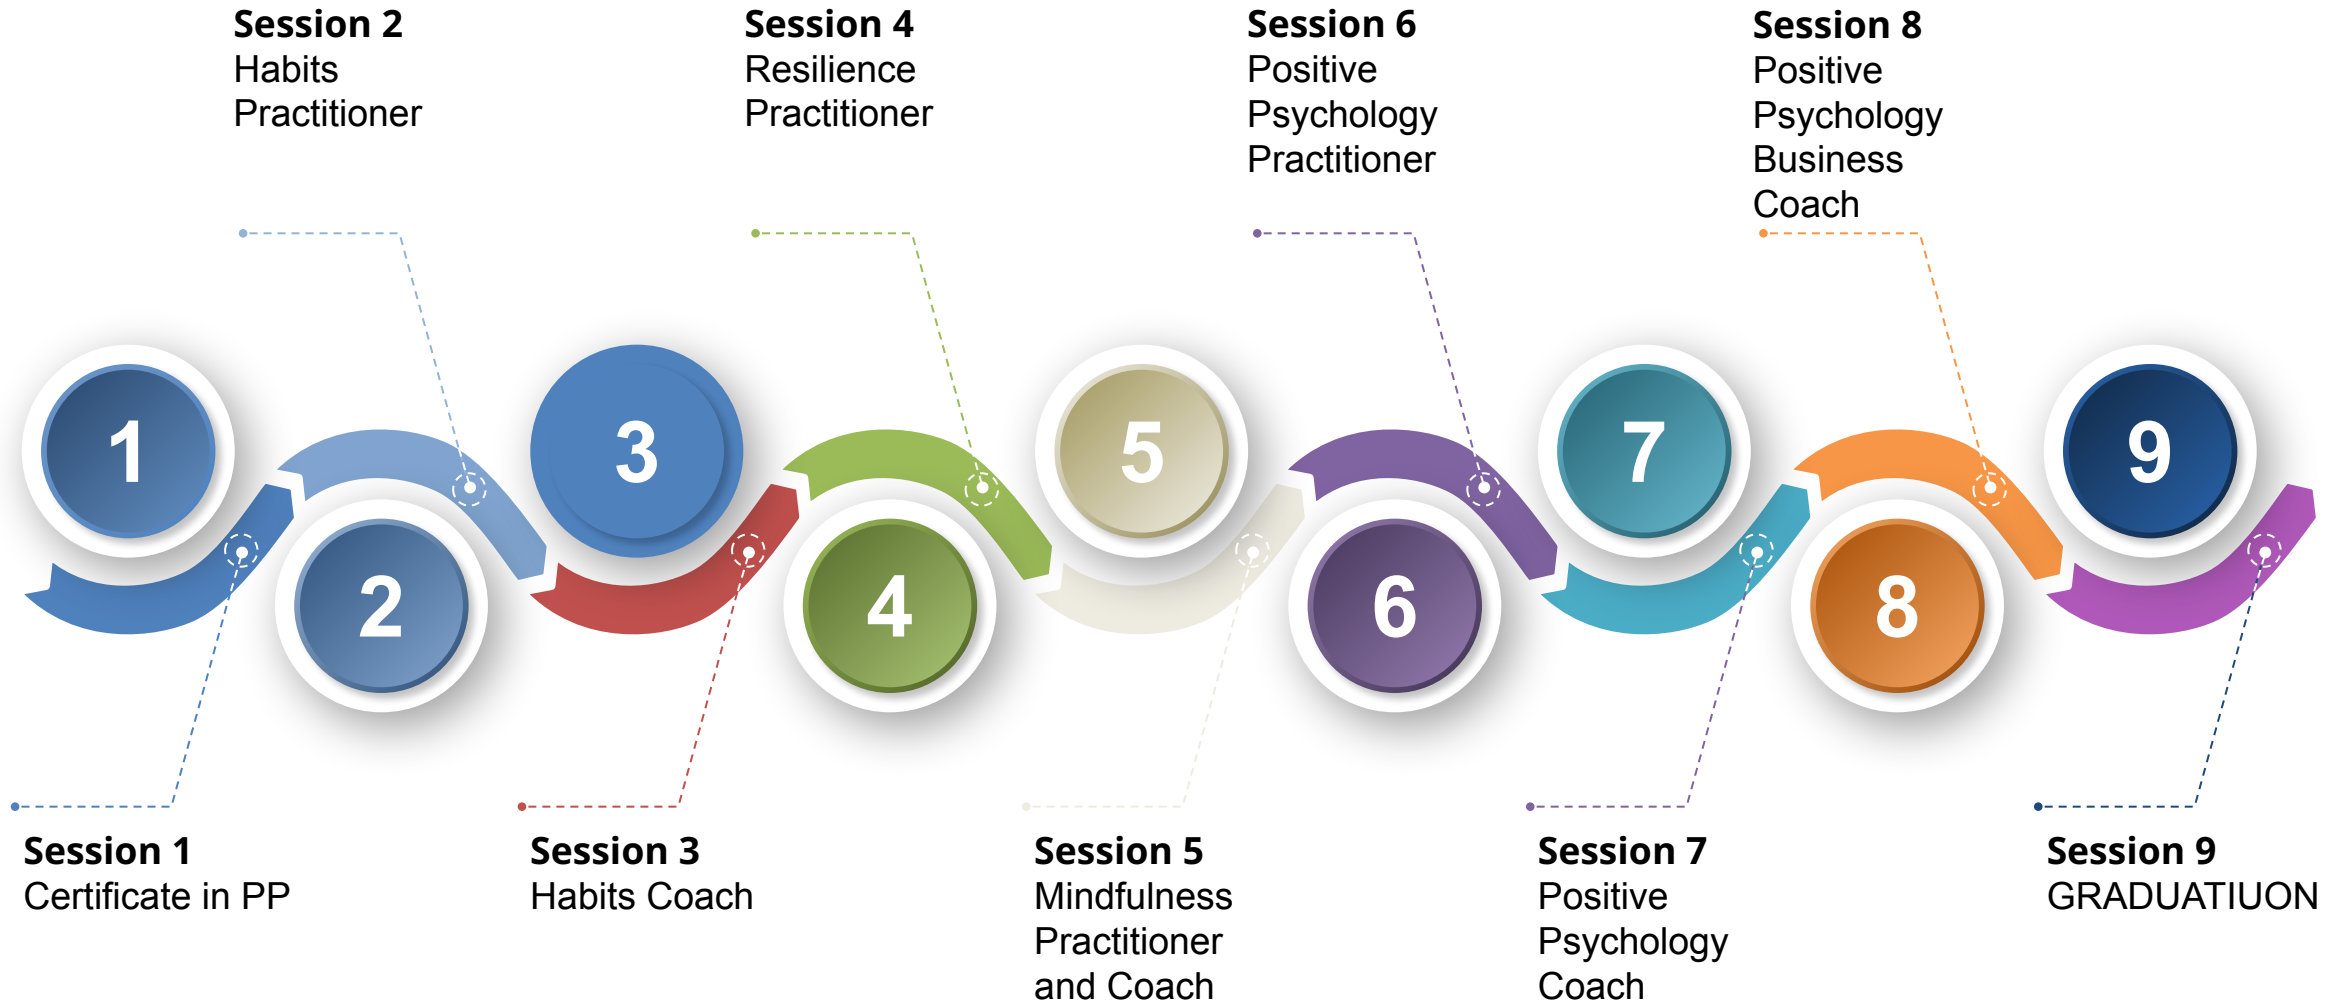 Session 2
Habits
Practitioner
Session 4
Resilience
Practitioner
Session 6
Positive
Psychology
Practitioner
Session 8
Positive
Psychology
Business
Coach
1
2
3
4
5
6
7
8
9
Session 1
Certificate in PP
Session 3
Habits Coach
Session 5
Mindfulness
Practitioner
and Coach
Session 7
Positive
Psychology
Coach
Session 9
GRADUATIUON